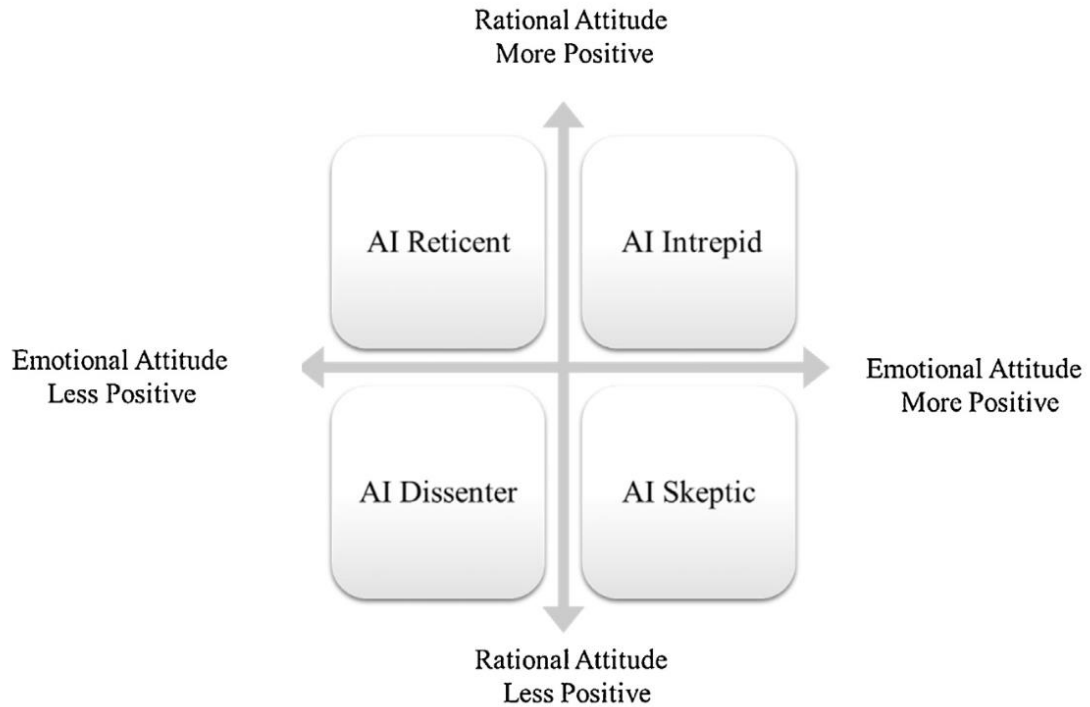 Rational Attitude
More Positive
AI Reticent
AI Intrepid
Emotional Attitude
Less Positive
Emotional Attitude
More Positive
AI Dissenter
AI Skeptic
Rational Attitude
Less Positive